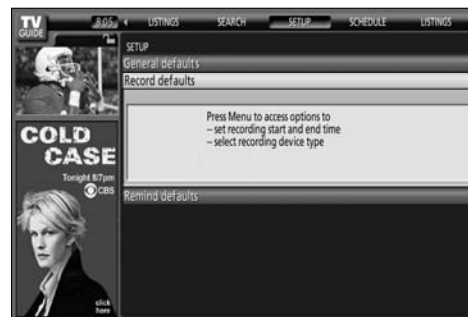 TV
GUIDE
9:05
LISTINGS
SEARCH
SETUP
SCHEDULE
LISTINGS
SETUP
General defaults
Record defaults
Press Menu to access options to
– set recording start and end time
– select recording device type
Remind defaults
COLD
CASE
Tonight 8/7pm
CBS
click
here